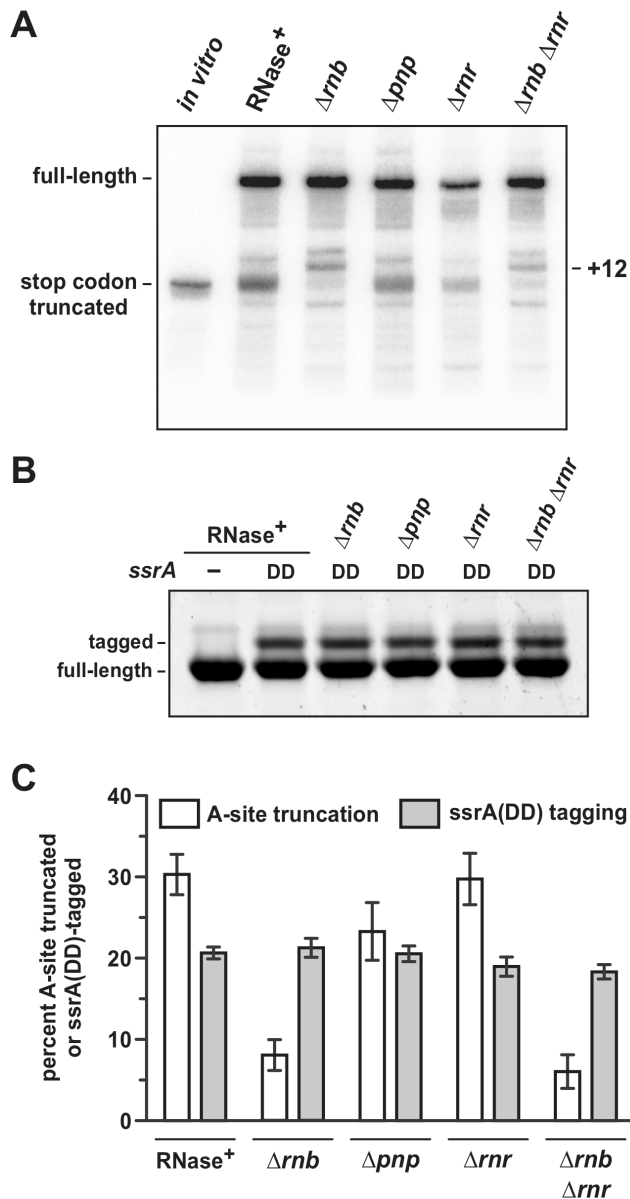 A
in vitro
RNase+
Δrnb
Δpnp
Δrnr
Δrnb Δrnr
full-length
stop codon
truncated
+12
B
RNase+
Δrnb
Δpnp
Δrnr
Δrnb Δrnr
ssrA – DD DD DD DD DD
tagged
full-length
C
percent A-site truncated
or ssrA(DD)-tagged
40
30
20
10
0
A-site truncation
ssrA(DD) tagging
RNase+ Δrnb Δpnp Δrnr Δrnb
Δrnr